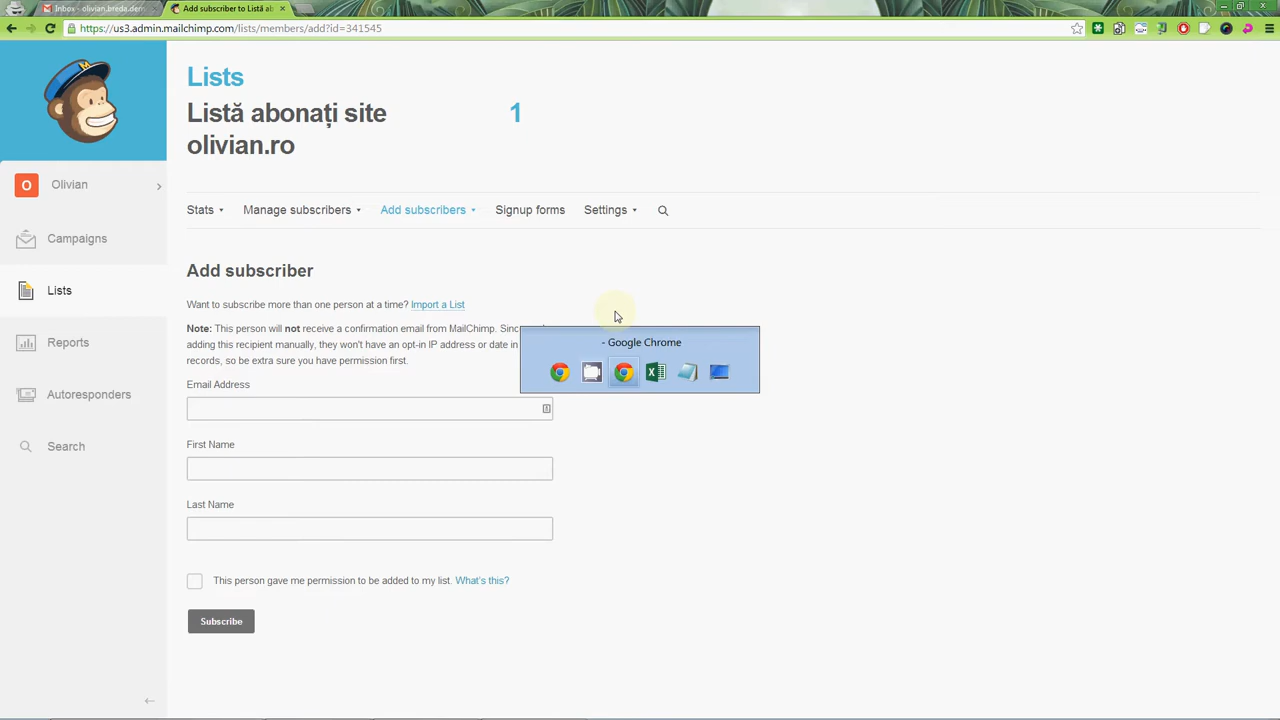 Inbox - olivian.breda.dem
Add subscriber to Listă abo
https://us3.admin.mailchimp.com/lists/members/add?id=341545
Lists
Listă abonați site
olivian.ro
1
O
Olivian
Campaigns
Lists
Reports
Autoresponders
Search
Stats
Manage subscribers
Add subscribers
Signup forms
Settings
Add subscriber
Want to subscribe more than one person at a time? Import a List
Note: This person will not receive a confirmation email from MailChimp. Since
adding this recipient manually, they won't have an opt-in IP address or date in
records, so be extra sure you have permission first.
- Google Chrome
Email Address
First Name
Last Name
This person gave me permission to be added to my list. What's this?
Subscribe